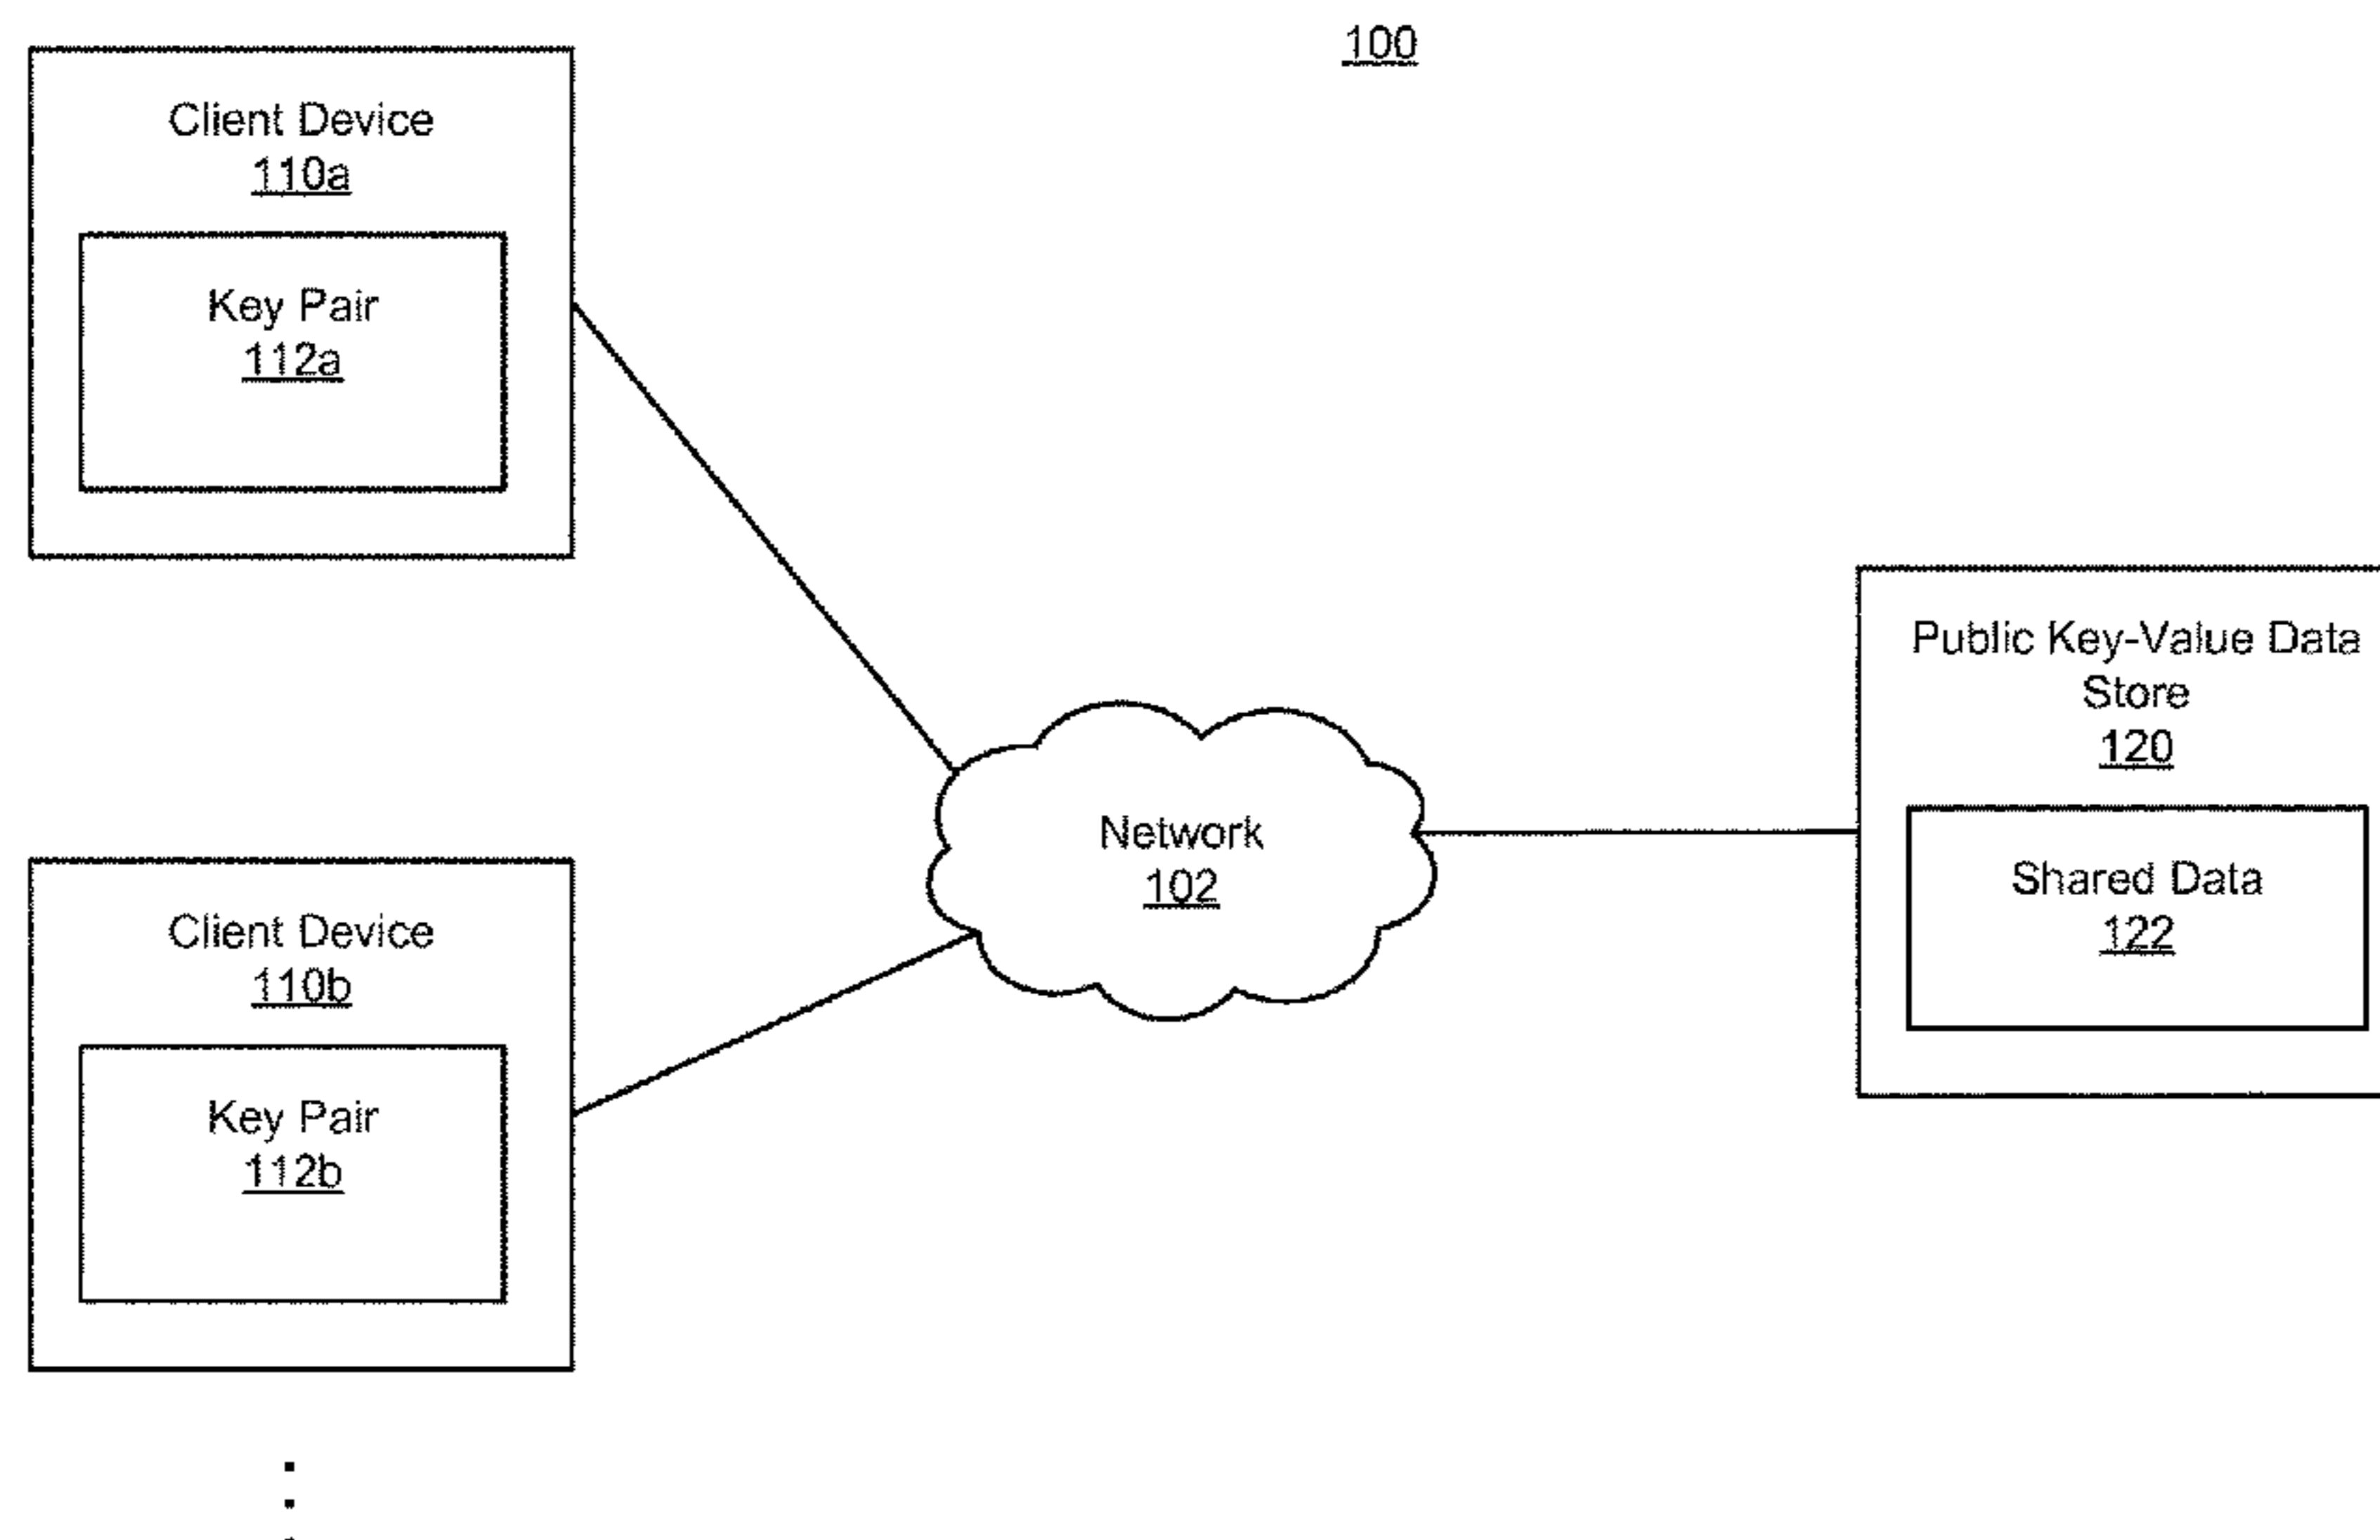 100
Client Device
110a
Key Pair
112a
Public Key-Value Data
Store
120
Network
102
Shared Data
122
Client Device
110b
Key Pair
112b